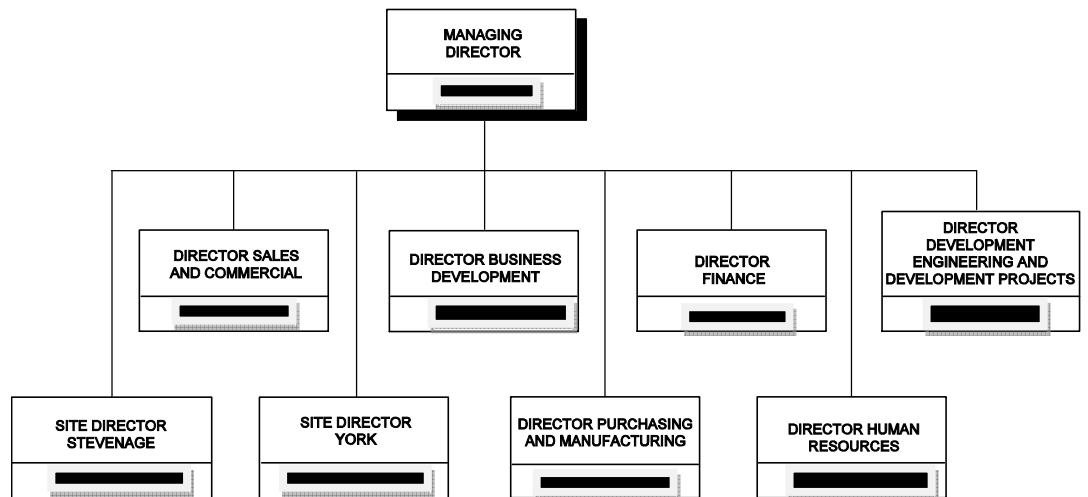 MANAGING
DIRECTOR
DIRECTOR SALES
AND COMMERCIAL
DIRECTOR BUSINESS
DEVELOPMENT
DIRECTOR
FINANCE
DIRECTOR
DEVELOPMENT
ENGINEERING AND
DEVELOPMENT PROJECTS
SITE DIRECTOR
STEVENAGE
SITE DIRECTOR
YORK
DIRECTOR PURCHASING
AND MANUFACTURING
DIRECTOR HUMAN
RESOURCES